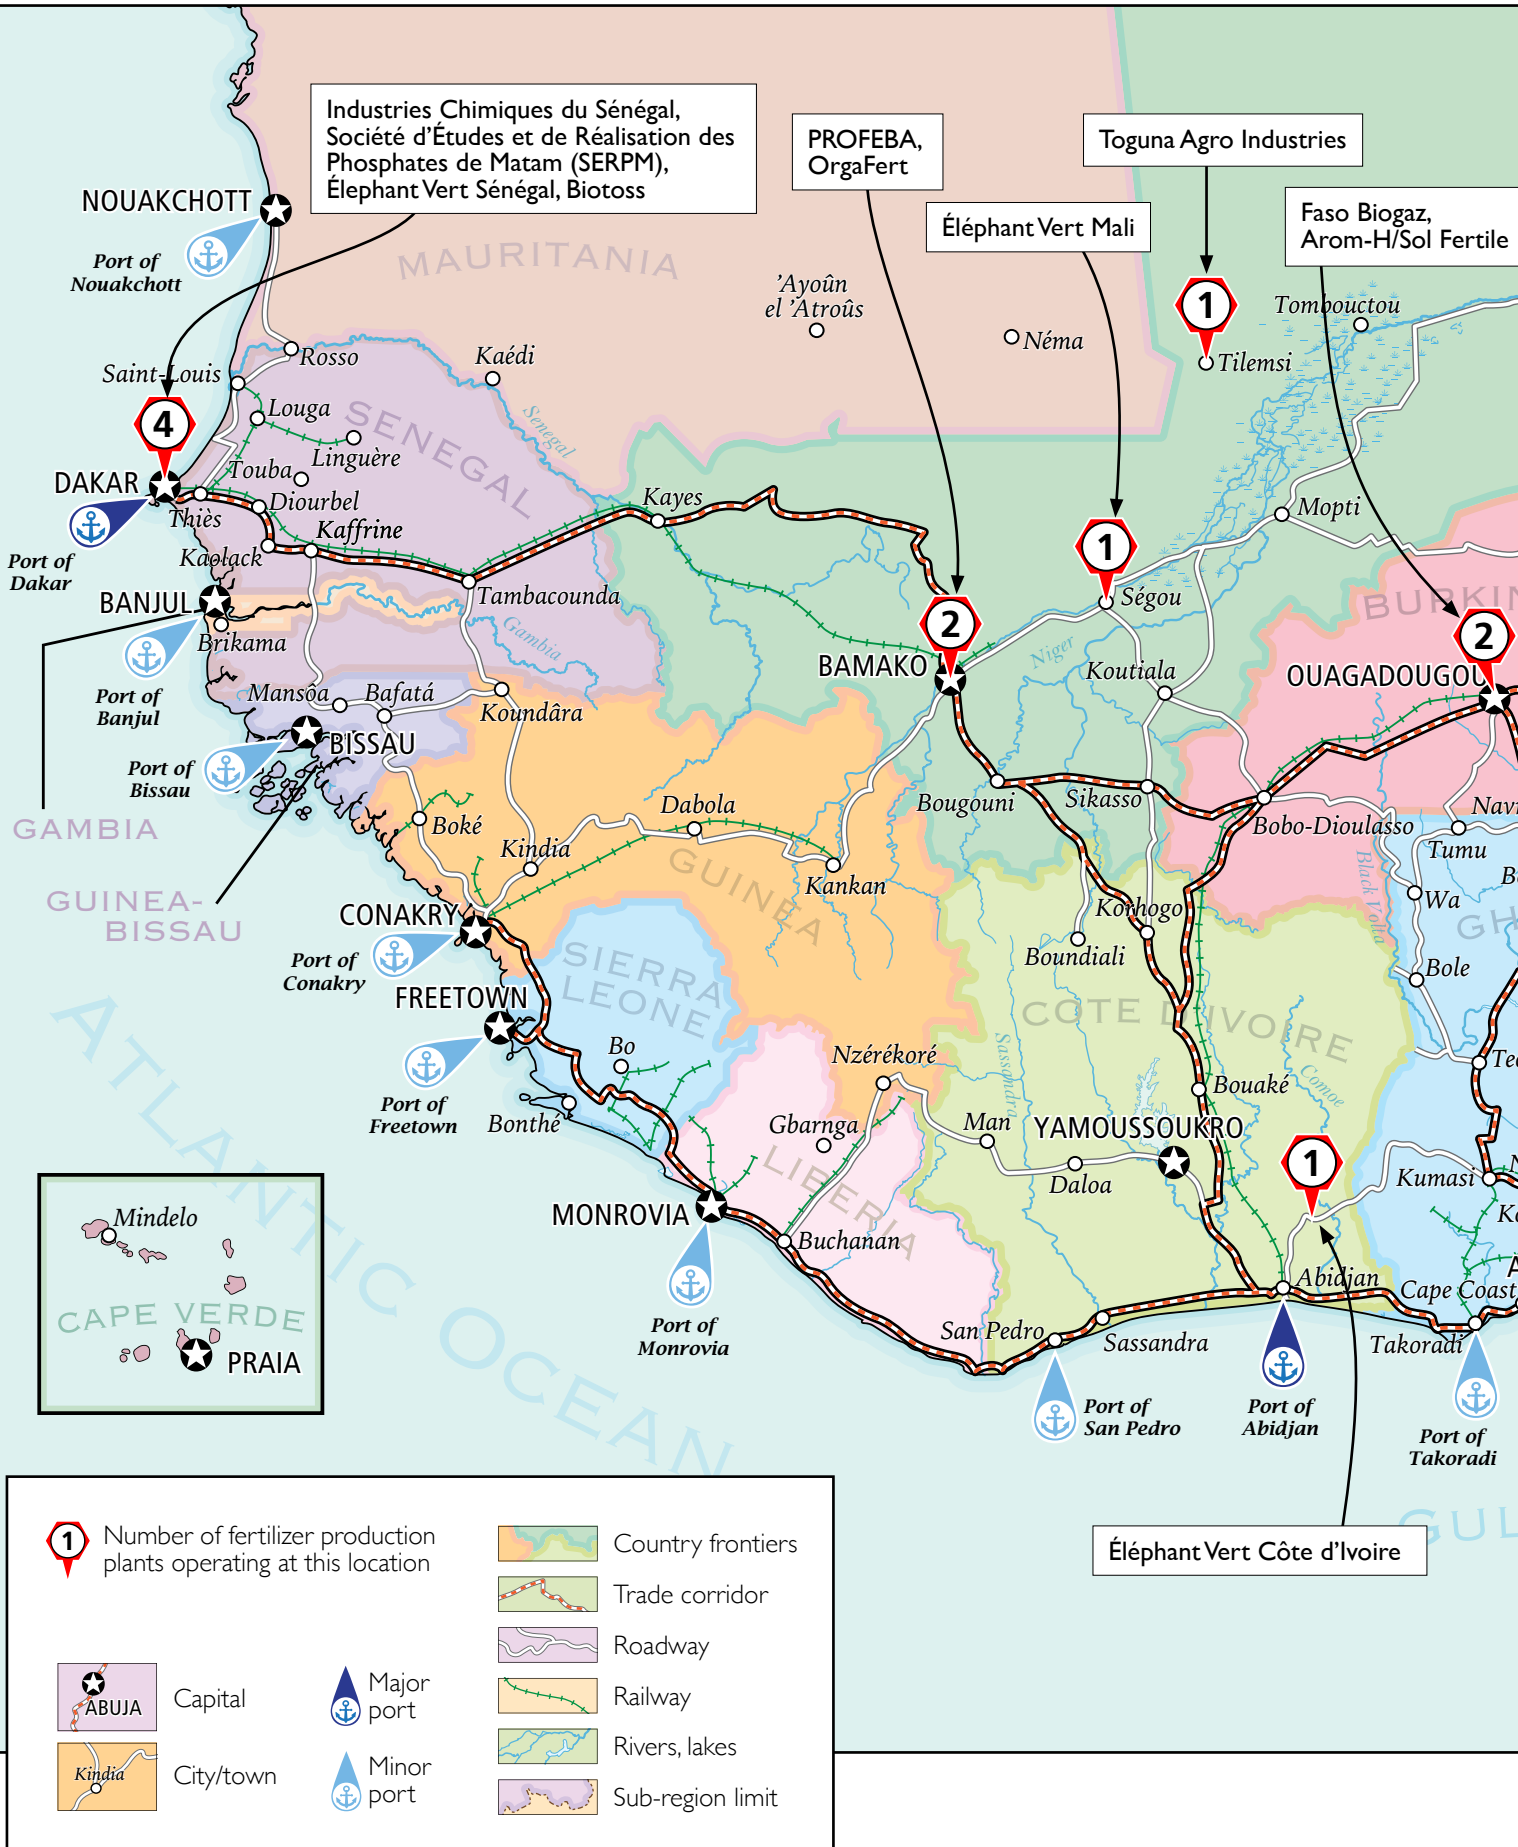 Industries Chimiques du Sénégal,
Société d'Études et de Réalisation des
Phosphates de Matam (SERPM),
Élephant Vert Sénégal, Biotoss
PROFEBA,
OrgaFert
Toguna Agro Industries
Éléphant Vert Mali
Faso Biogaz,
Arom-H/Sol Fertile
NOUAKCHOTT
Port of
Nouakchott
MAURITANIA
'Ayoûn
el 'Atroûs
Néma
1
Tombouctou
Tilemsi
Rosso
Kaédi
Saint-Louis
Senegal
SENEGAL
Louga
Linguère
4
Touba
DAKAR
Diourbel
Thiès
Kaffrine
Kaolack
Port of
Dakar
Kayes
Mopti
1
Ségou
BANJUL
Brikama
Port of
Banjul
Tambacounda
Gambia
2
BAMAKO
Niger
Koutiala
BURKIN
2
OUAGADOUGOU
Mansôa
Bafatá
Koundâra
BISSAU
Port of
Bissau
GAMBIA
GUINEA-
BISSAU
Boké
Kindia
Dabola
Kankan
GUINEA
Bougouni
Sikasso
Bobo-Dioulasso
Navr
Tumu
Black Volta
Wa
GH
Bole
CONAKRY
Port of
Conakry
FREETOWN
Port of
Freetown
SIERRA
LEONE
Bo
Bonthé
Korhogo
Boundiali
COTE D'IVOIRE
Sassandra
Comoe
Nzérékoré
Gbarnga
LIBERIA
Man
Daloa
YAMOUSSOUKRO
Bouaké
1
Tec
Kumasi
MONROVIA
Port of
Monrovia
Buchanan
San Pedro
Sassandra
Abidjan
Cape Coast
Takoradi
Port of
San Pedro
Port of
Abidjan
Port of
Takoradi
ATLANTIC OCEAN
GUL
Mindelo
CAPE VERDE
PRAIA
Éléphant Vert Côte d'Ivoire
1
Number of fertilizer production
plants operating at this location
ABUJA
Capital
Kindia
City/town
Major
port
Minor
port
Country frontiers
Trade corridor
Roadway
Railway
Rivers, lakes
Sub-region limit